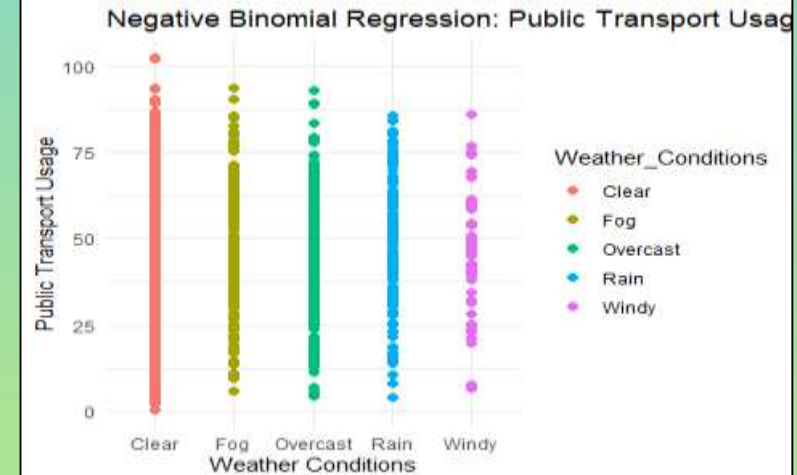 Negative Binomial Regression: Public Transport Usag
100
75
50
25
0
Public Transport Usage
Clear Fog Overcast Rain Windy
Weather Conditions
Weather_Conditions
Clear
Fog
Overcast
Rain
Windy